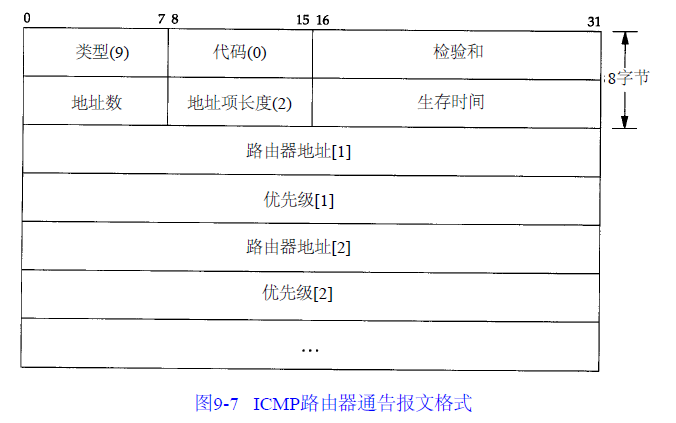 0 7 8 15 16 31
类型(9) 代码(0) 检验和
8字节
地址数 地址项长度(2) 生存时间
路由器地址[1]
优先级[1]
路由器地址[2]
优先级[2]
…
图9-7 ICMP路由器通告报文格式